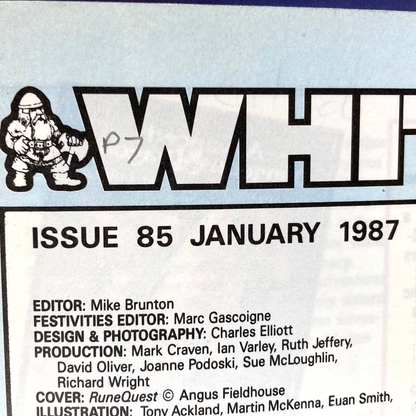 P7
WHI
ISSUE 85 JANUARY 1987
EDITOR: Mike Brunton
FESTIVITIES EDITOR: Marc Gascoigne
DESIGN & PHOTOGRAPHY: Charles Elliott
PRODUCTION: Mark Craven, Ian Varley, Ruth Jeffery,
David Oliver, Joanne Podoski, Sue McLoughlin,
Richard Wright
COVER: RuneQuest © Angus Fieldhouse
ILLUSTRATION: Tony Ackland, Martin McKenna, Euan Smith,